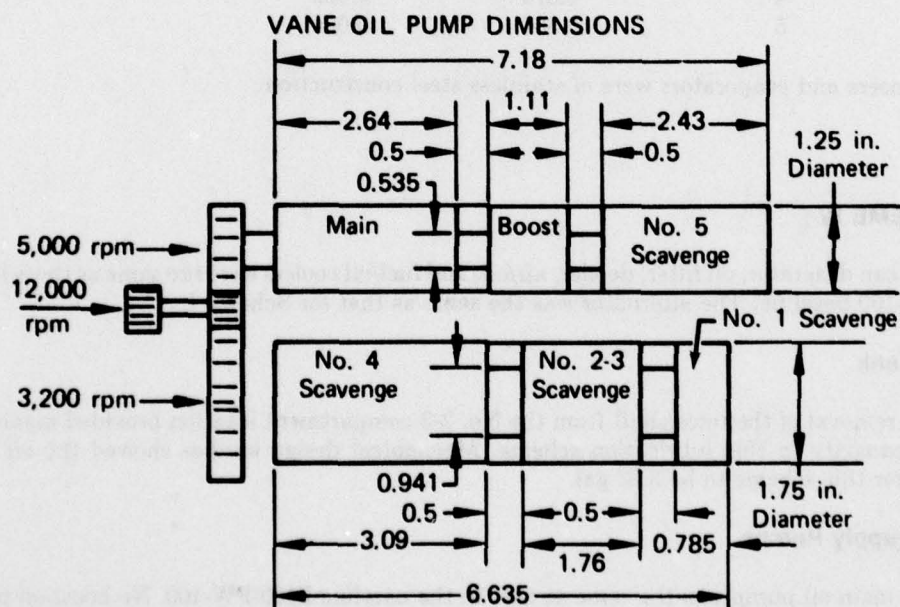 VANE OIL PUMP DIMENSIONS
7.18
1.11
2.64
2.43
0.5
0.5
1.25 in.
Diameter
0.535
Main
Boost
No. 5
Scavenge
5,000 rpm
12,000
rpm
No. 1 Scavenge
No. 4
Scavenge
No. 2-3
Scavenge
3,200 rpm
0.941
0.5
0.5
1.75 in.
Diameter
3.09
0.785
1.76
6.635